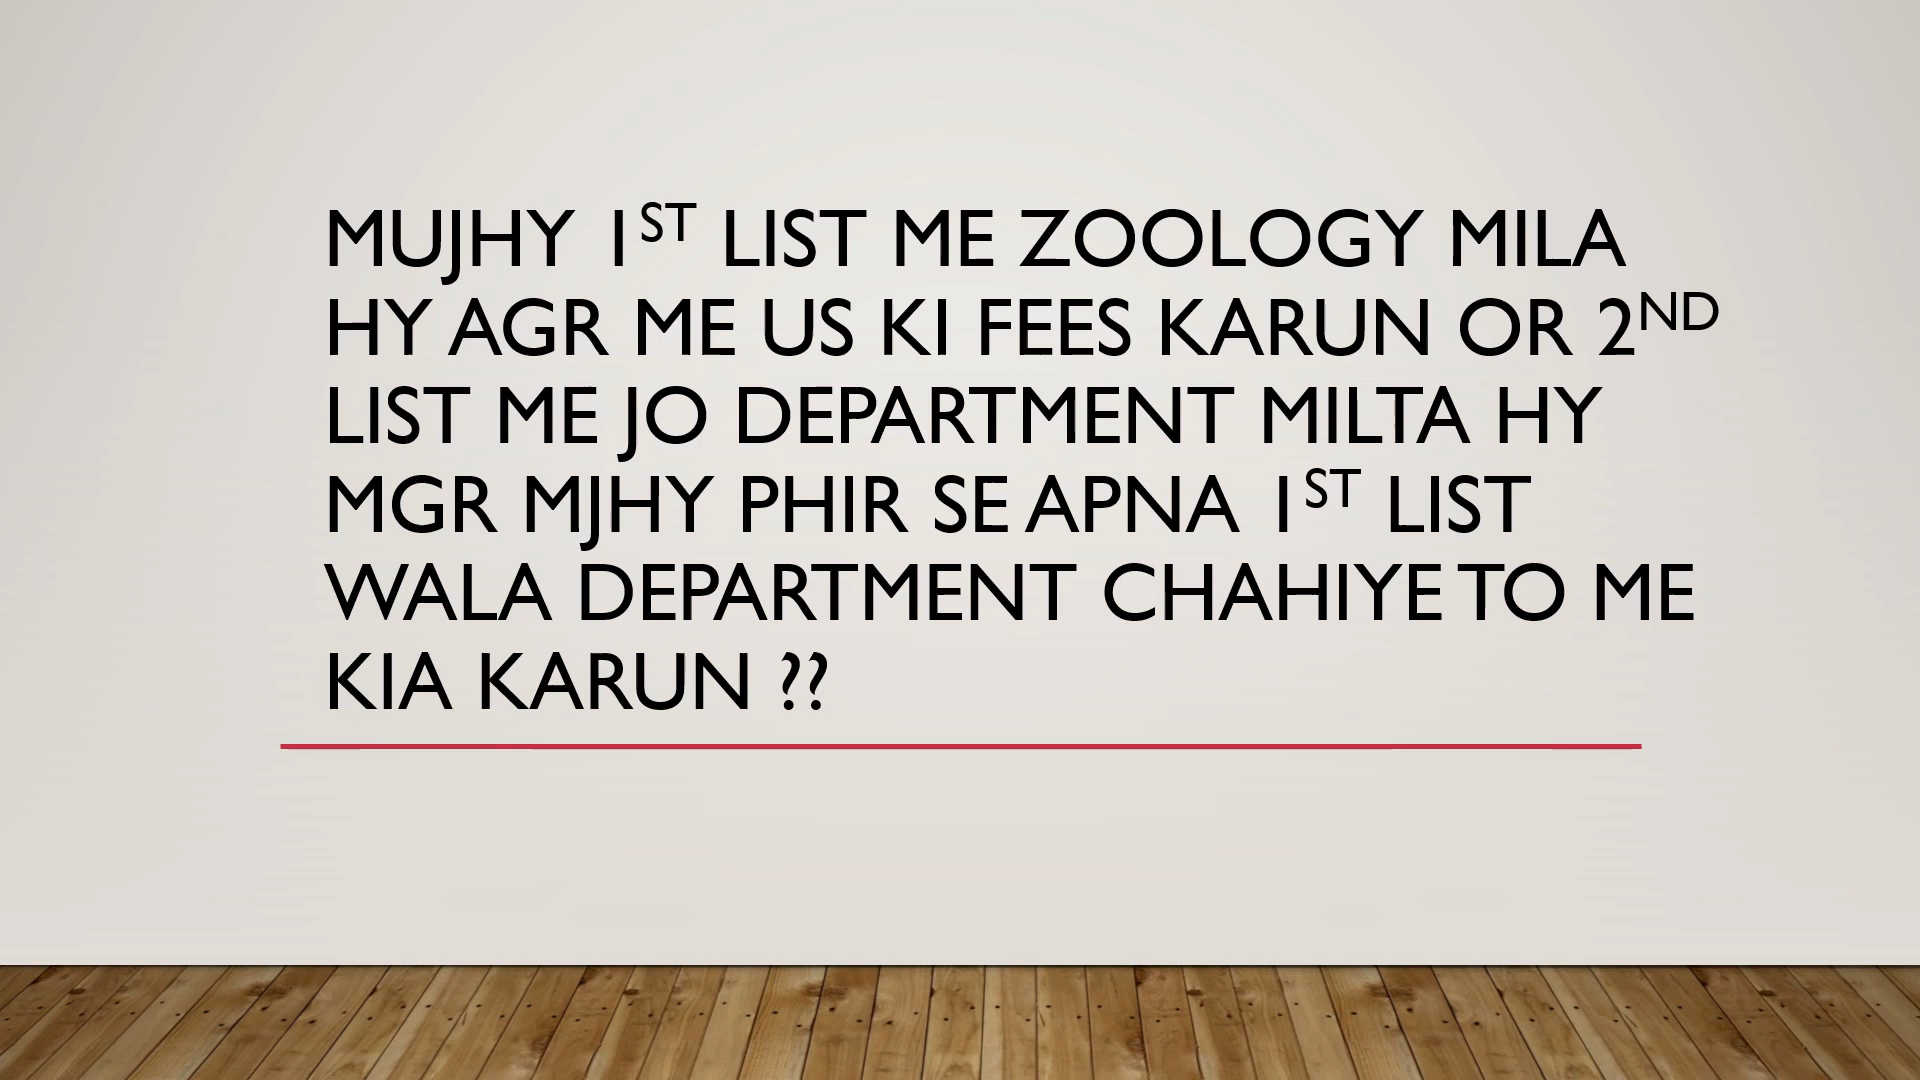 MUJHY 1ST LIST ME ZOOLOGY MILA
HY AGR ME US KI FEES KARUN OR 2ND
LIST ME JO DEPARTMENT MILTA HY
MGR MJHY PHIR SE APNA 1ST LIST
WALA DEPARTMENT CHAHIYE TO ME
KIA KARUN ??